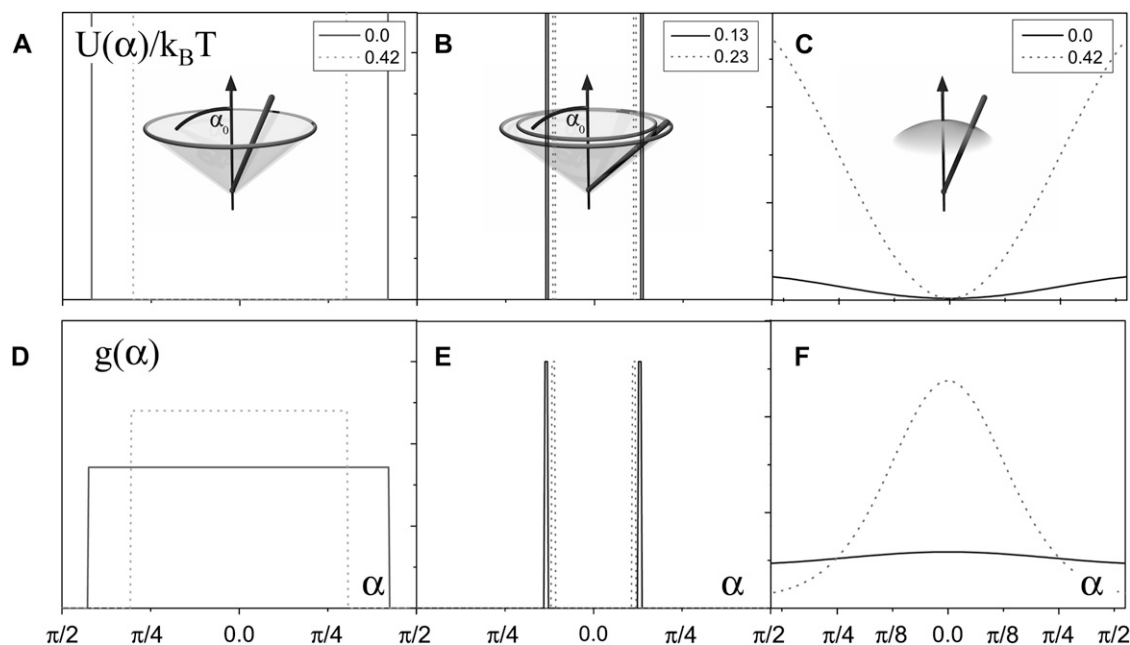 A
U(α)/k_BT
0.0
0.42
α₀
B
0.13
0.23
α₀
C
0.0
0.42
D
g(α)
α
E
α
F
α
π/2 π/4 0.0 π/4 π/4 0.0 π/4 π/2 π/4 π/8 0.0 π/8 π/4 π/2